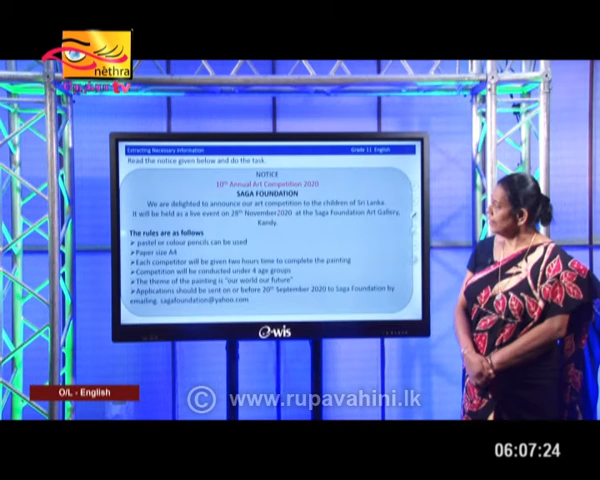 nethra
Extracting Necessary Information Grade 11 English
Read the notice given below and do the task.
NOTICE
10th Annual Art Competition 2020
SAGA FOUNDATION
We are delighted to announce our art competition to the children of Sri Lanka.
It will be held as a live event on 28th November2020 at the Saga Foundation Art Gallery,
Kandy.
The rules are as follows
➢ pastel or colour pencils can be used
➢ Paper size A4
➢ Each competitor will be given two hours time to complete the painting
➢ Competition will be conducted under 4 age groups
➢ The theme of the painting is "our world our future"
➢ Applications should be sent on or before 20th September 2020 to Saga Foundation by
emailing. sagafoundation@yahoo.com
e-wis
O/L - English
© www.rupavahini.lk
06:07:24